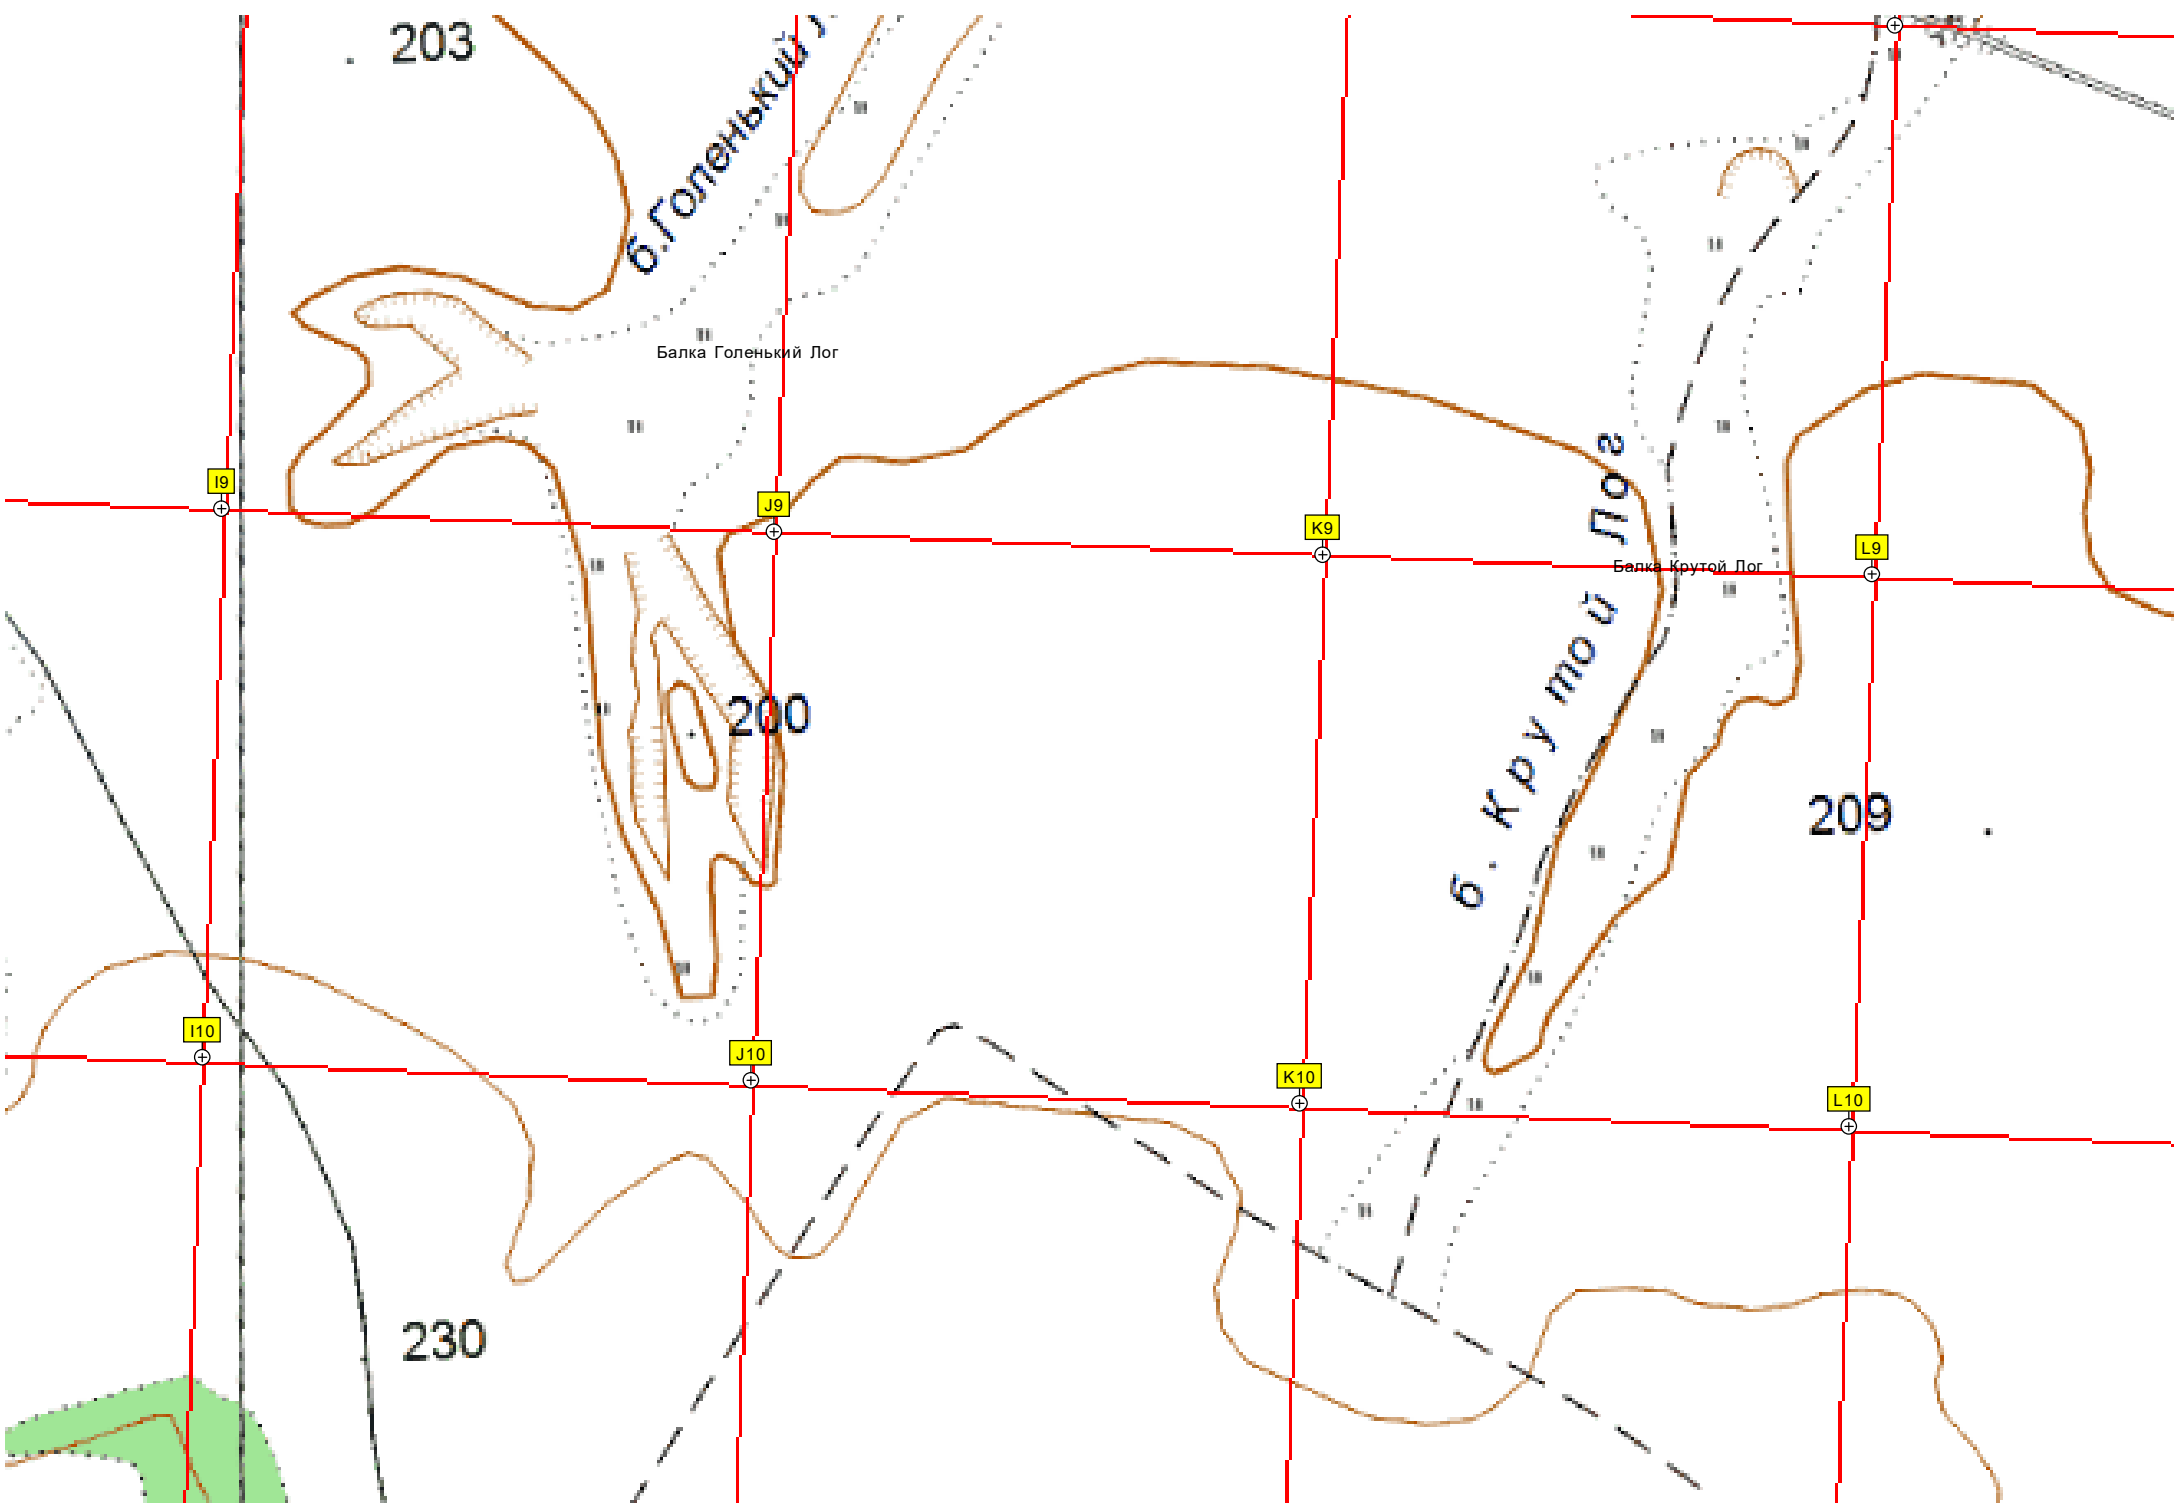 203
б.Голенький
Балка Голенький Лог
I9
J9
K9
L9
б. Крутой Лог
Балка Крутой Лог
200
209
I10
J10
K10
L10
230